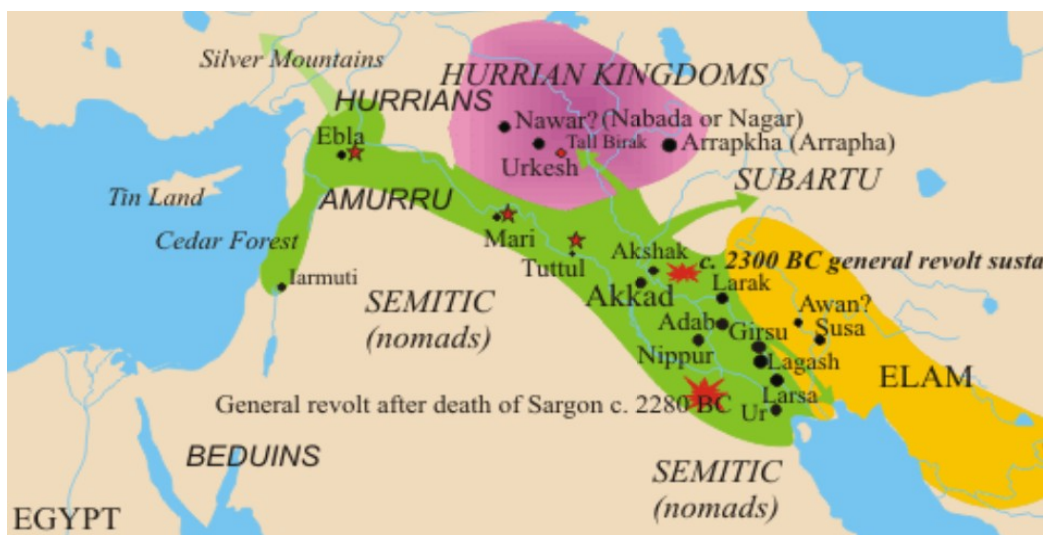 Silver Mountains
HURRIAN KINGDOMS
HURRIANS
Nawar? (Nabada or Nagar)
Ebla
Tall Birak
Arrapkha (Arrapha)
Urkesh
SUBARTU
Tin Land
AMURRU
Cedar Forest
Mari
Akshak
c. 2300 BC general revolt susta
Tuttul
Iarmuti
Akkad
Larak
SEMITIC
(nomads)
Awan?
Adab
Girsu
Susa
Nippur
Lagash
ELAM
Larsa
General revolt after death of Sargon c. 2280 BC
Ur
BEDUINS
SEMITIC
(nomads)
EGYPT